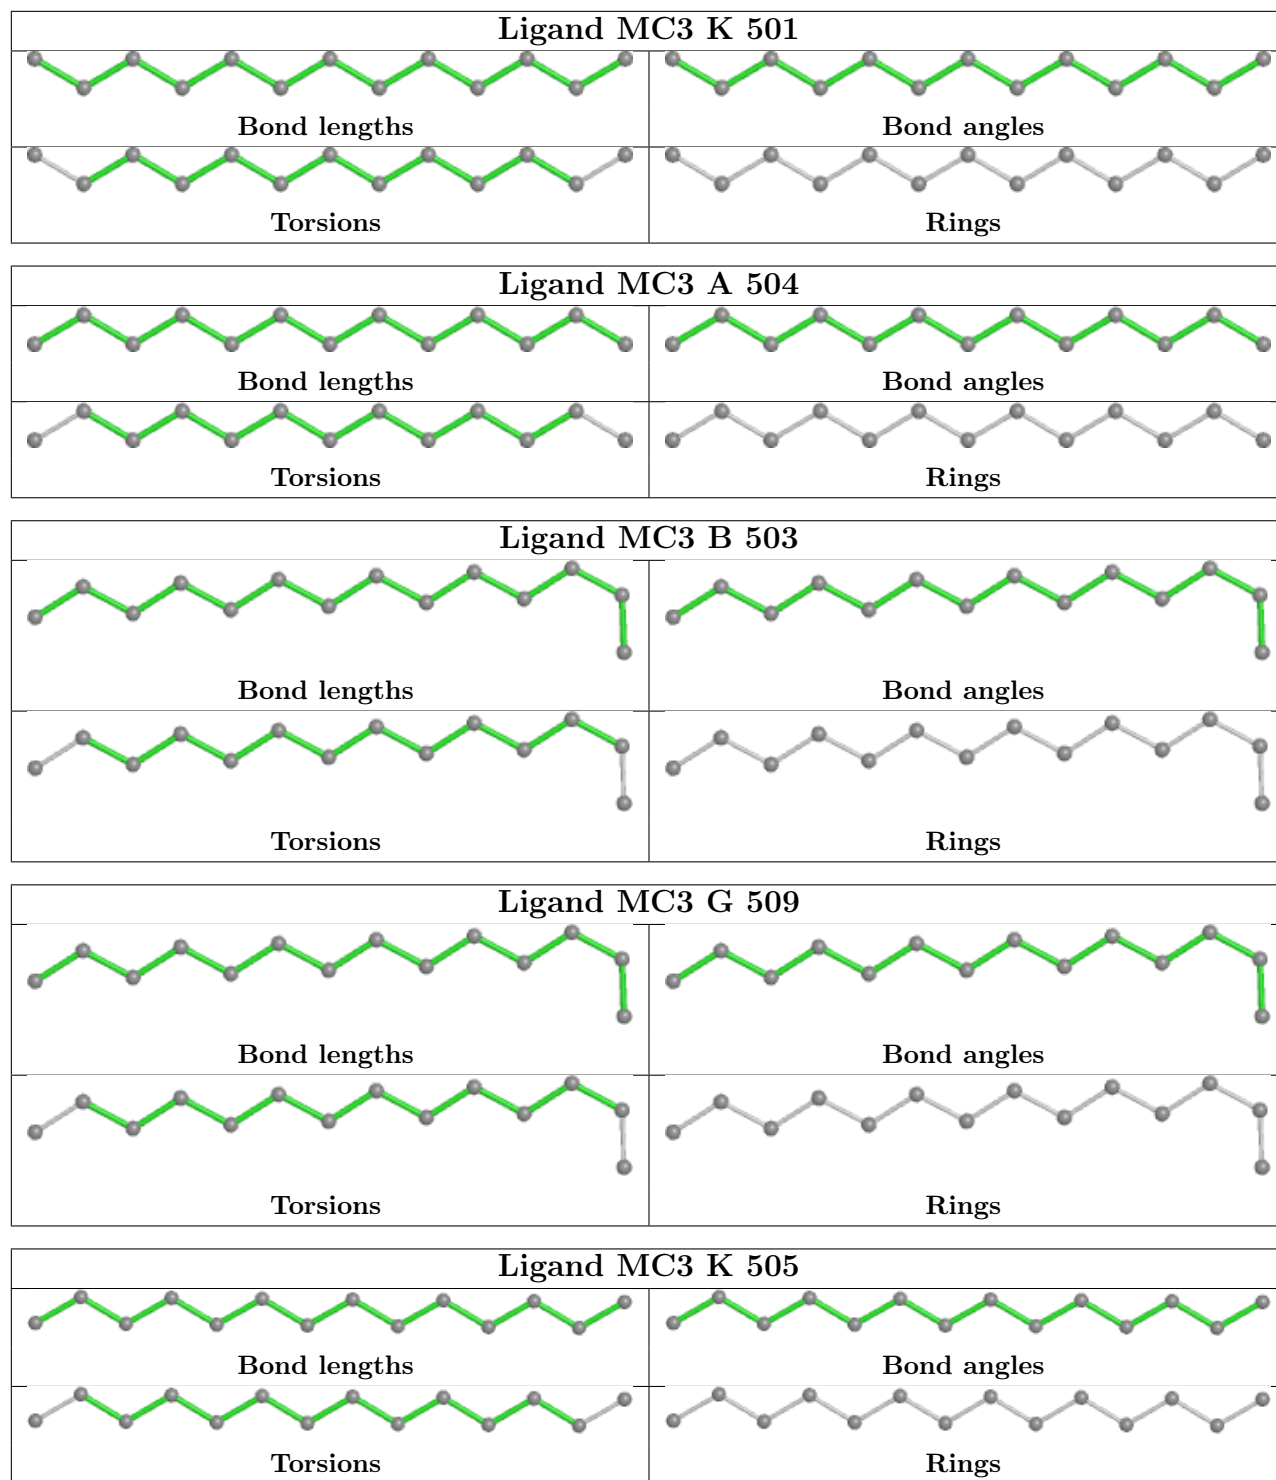 Ligand MC3 K 501
Bond lengths
Bond angles
Torsions
Rings
Ligand MC3 A 504
Bond lengths
Bond angles
Torsions
Rings
Ligand MC3 B 503
Bond lengths
Bond angles
Torsions
Rings
Ligand MC3 G 509
Bond lengths
Bond angles
Torsions
Rings
Ligand MC3 K 505
Bond lengths
Bond angles
Torsions
Rings